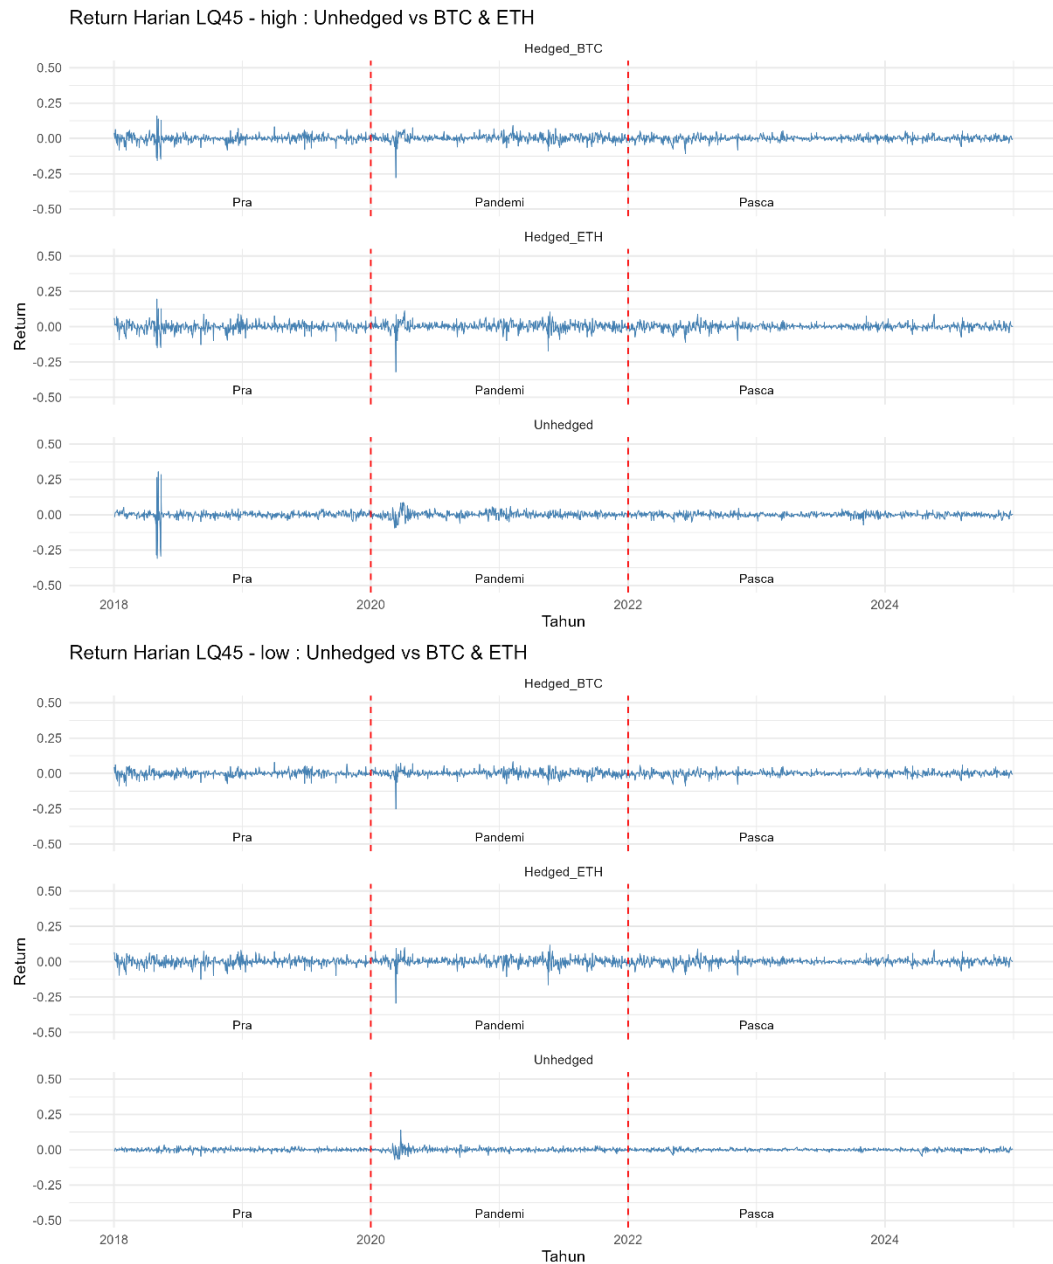 Return Harian LQ45 - high : Unhedged vs BTC & ETH
Hedged_BTC
0.50
0.25
0.00
-0.25
-0.50
Pra Pandemi Pasca
Hedged_ETH
0.50
0.25
0.00
-0.25
-0.50
Pra Pandemi Pasca
Return
Unhedged
0.50
0.25
0.00
-0.25
-0.50
Pra Pandemi Pasca
2018 2020 2022 2024
Tahun
Return Harian LQ45 - low : Unhedged vs BTC & ETH
Hedged_BTC
0.50
0.25
0.00
-0.25
-0.50
Pra Pandemi Pasca
Hedged_ETH
0.50
0.25
0.00
-0.25
-0.50
Pra Pandemi Pasca
Return
Unhedged
0.50
0.25
0.00
-0.25
-0.50
Pra Pandemi Pasca
2018 2020 2022 2024
Tahun